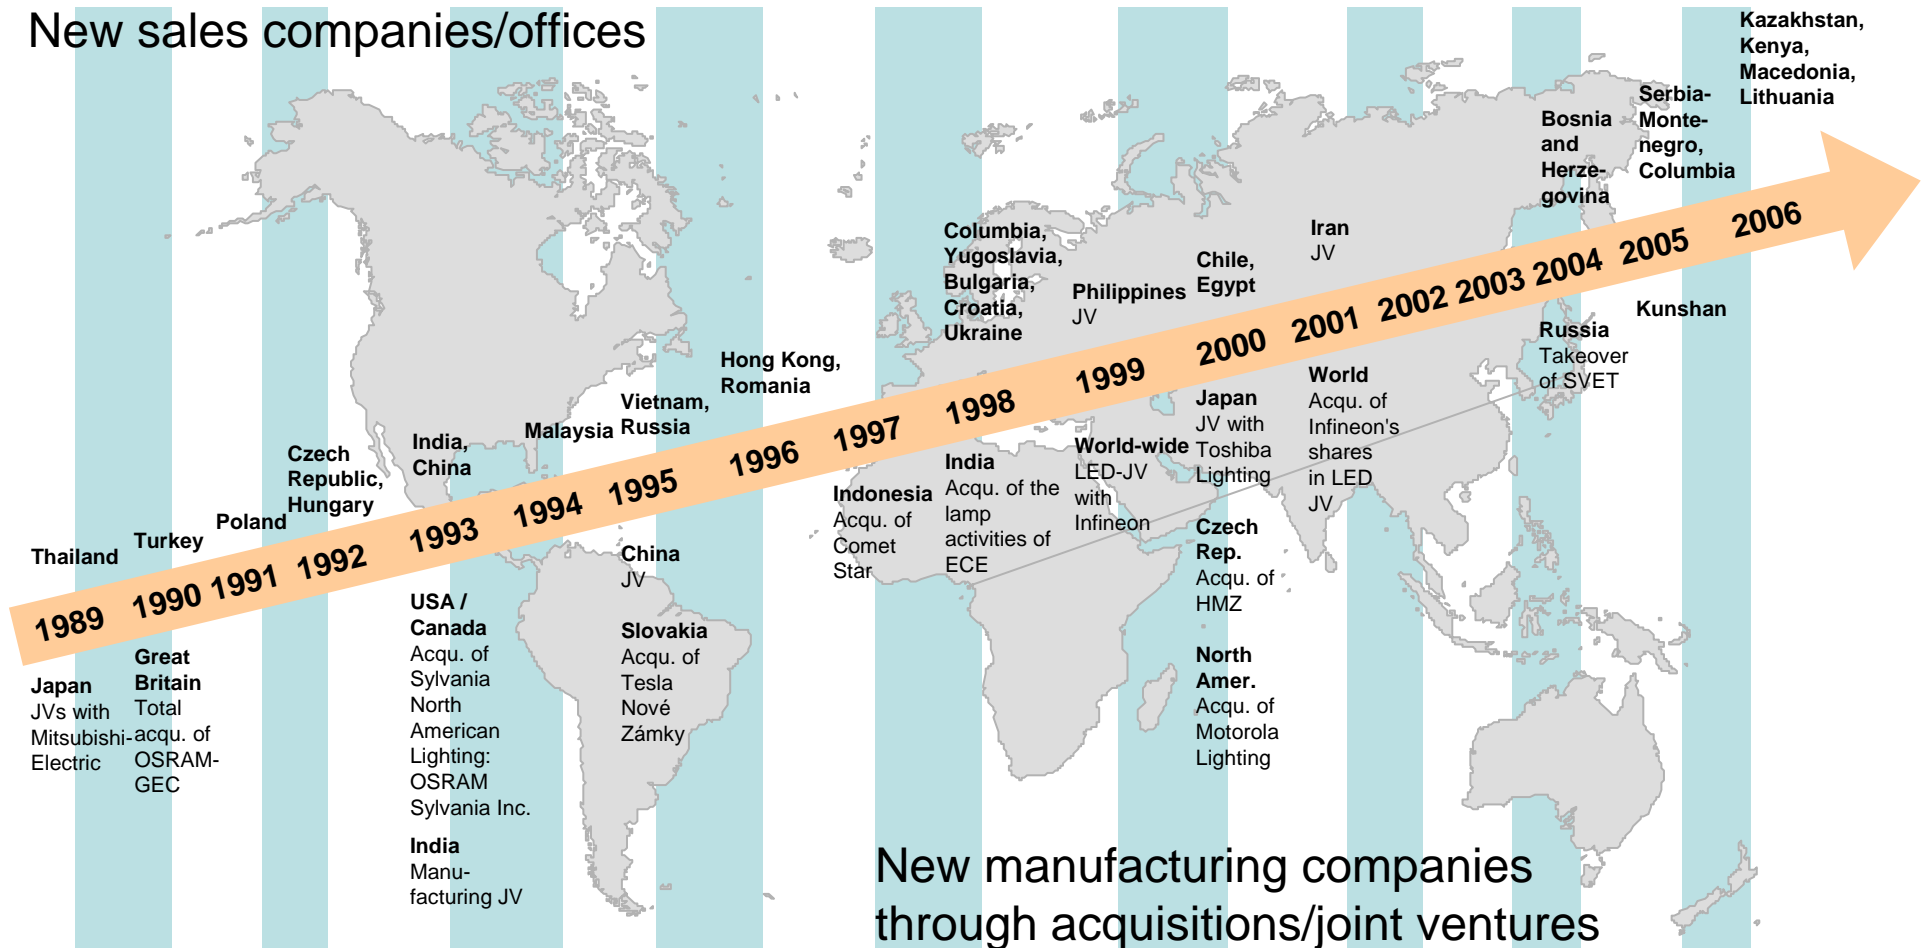 New sales companies/offices
Thailand
Turkey
Poland
Czech
Republic,
Hungary
India,
China
Malaysia
Vietnam,
Russia
Hong Kong,
Romania
Columbia,
Yugoslavia,
Bulgaria,
Croatia,
Ukraine
Philippines
JV
Chile,
Egypt
Iran
JV
Bosnia
and
Herze-
govina
Serbia-
Monte-
negro,
Columbia
Kazakhstan,
Kenya,
Macedonia,
Lithuania
1989
1990
1991
1992
1993
1994
1995
1996
1997
1998
1999
2000
2001
2002
2003
2004
2005
2006
Japan
JVs with
Mitsubishi-
Electric
Great
Britain
Total
acqu. of
OSRAM-
GEC
USA /
Canada
Acqu. of
Sylvania
North
American
Lighting:
OSRAM
Sylvania Inc.
India
Manu-
facturing JV
China
JV
Slovakia
Acqu. of
Tesla
Nové
Zámky
Indonesia
Acqu. of
Comet
Star
India
Acqu. of the
lamp
activities of
ECE
World-wide
LED-JV
with
Infineon
Japan
JV with
Toshiba
Lighting
Czech
Rep.
Acqu. of
HMZ
North
Amer.
Acqu. of
Motorola
Lighting
World
Acqu. of
Infineon's
shares
in LED
JV
Russia
Takeover
of SVET
Kunshan
New manufacturing companies
through acquisitions/joint ventures